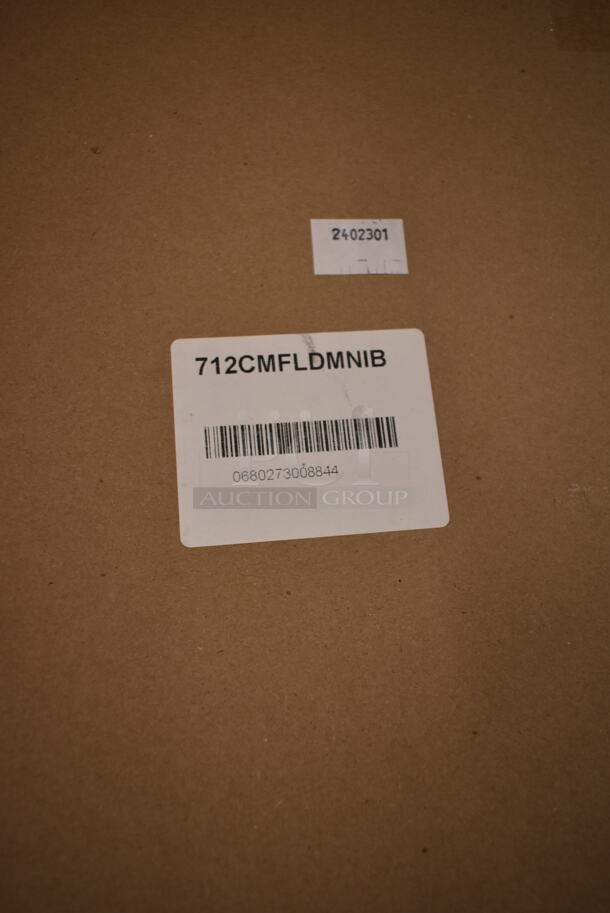 2402301
712CMFLDMNIB
0680273008844
AUCTION GROUP